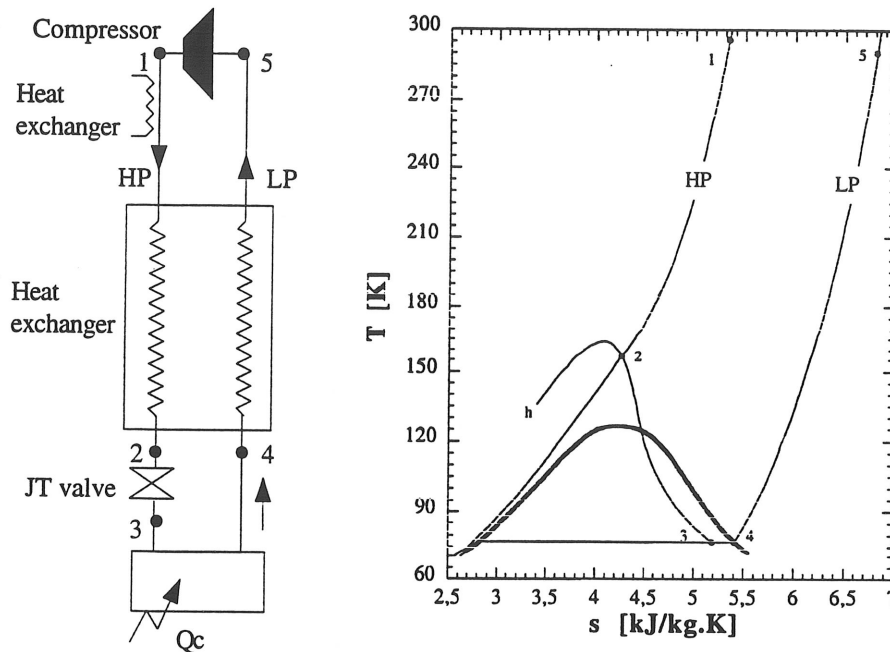 Compressor
1
5
Heat
exchanger
HP
LP
Heat
exchanger
2
4
JT valve
3
Qc
T [K]
300
270
240
210
180
150
120
90
60
1
5
HP
LP
2
h
3
4
2,5
3
3,5
4
4,5
5
5,5
6
6,5
s [kJ/kg.K]